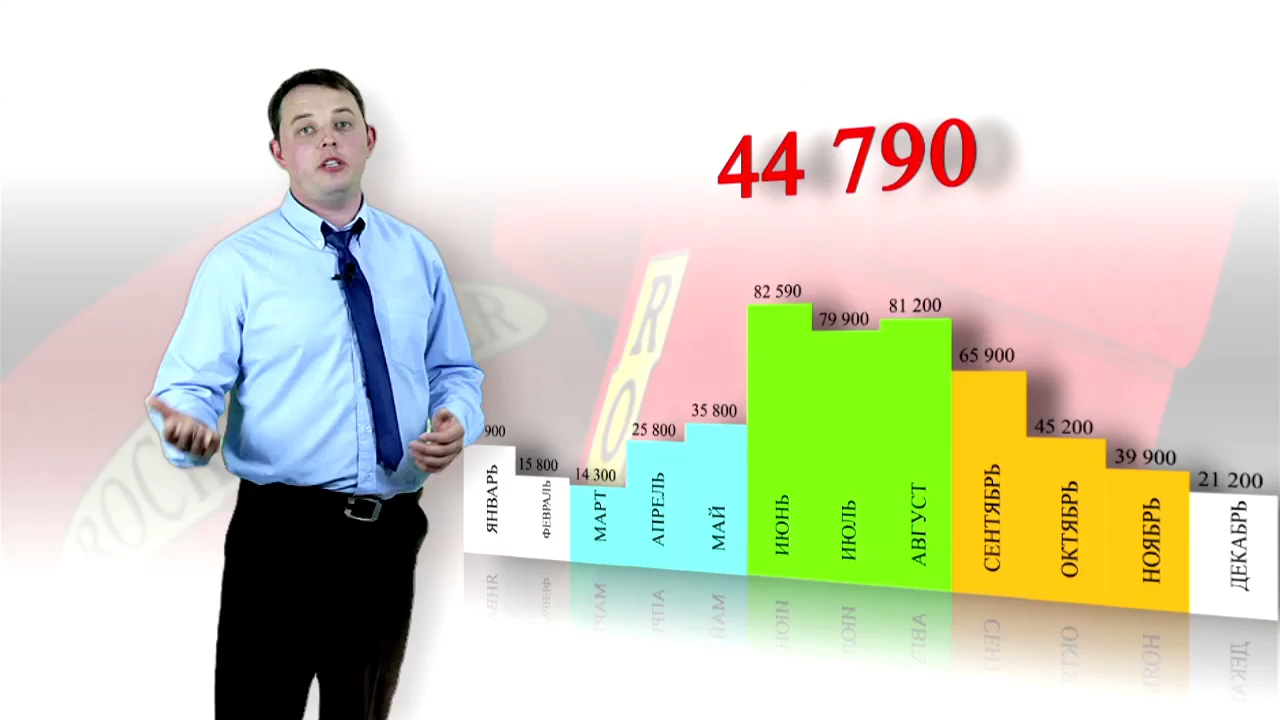 44 790
900
15 800
14 300
25 800
35 800
82 590
79 900
81 200
65 900
45 200
39 900
21 200
ЯНВАРЬ
ФЕВРАЛЬ
МАРТ
АПРЕЛЬ
МАЙ
ИЮНЬ
ИЮЛЬ
АВГУСТ
СЕНТЯБРЬ
ОКТЯБРЬ
НОЯБРЬ
ДЕКАБРЬ